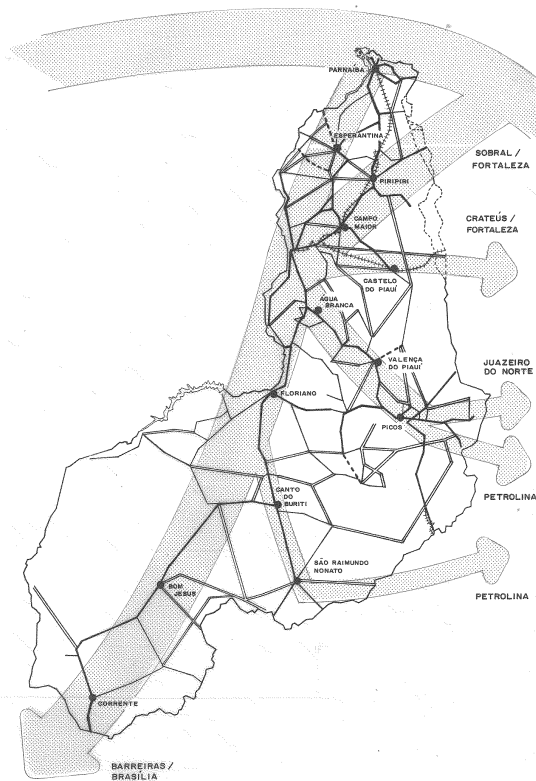 PARNAÍBA
ESPERANTINA
SOBRAL /
FORTALEZA
PIRIPIRI
CAMPO
MAIOR
CRATEÚS /
FORTALEZA
CASTELO
DO PIAUÍ
ÁGUA
BRANCA
VALENÇA
DO PIAUÍ
JUAZEIRO
DO NORTE
FLORIANO
PICOS
PETROLINA
CANTO
DO
BURITI
SÃO RAIMUNDO
NONATO
BOM
JESUS
PETROLINA
CORRENTE
BARREIRAS /
BRASÍLIA